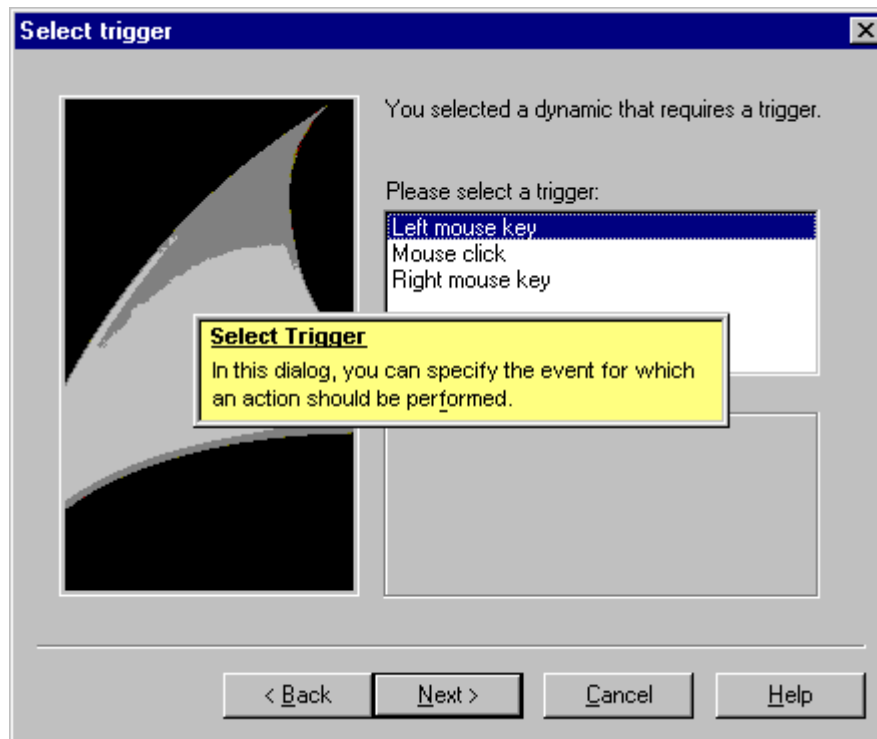 Select trigger
You selected a dynamic that requires a trigger.
Please select a trigger:
Left mouse key
Mouse click
Right mouse key
Select Trigger
In this dialog, you can specify the event for which
an action should be performed.
< Back
Next >
Cancel
Help